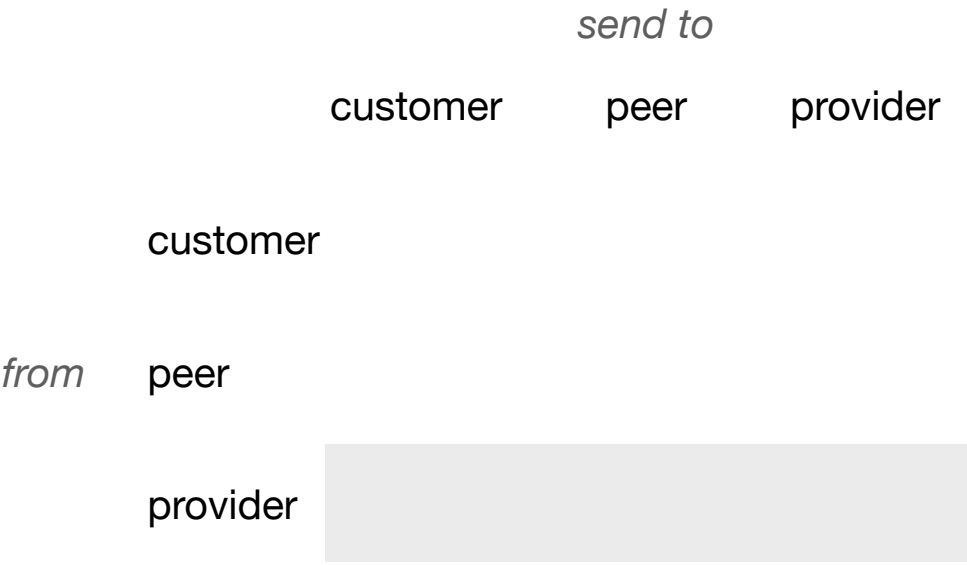 send to
customer peer provider
customer
from peer
provider